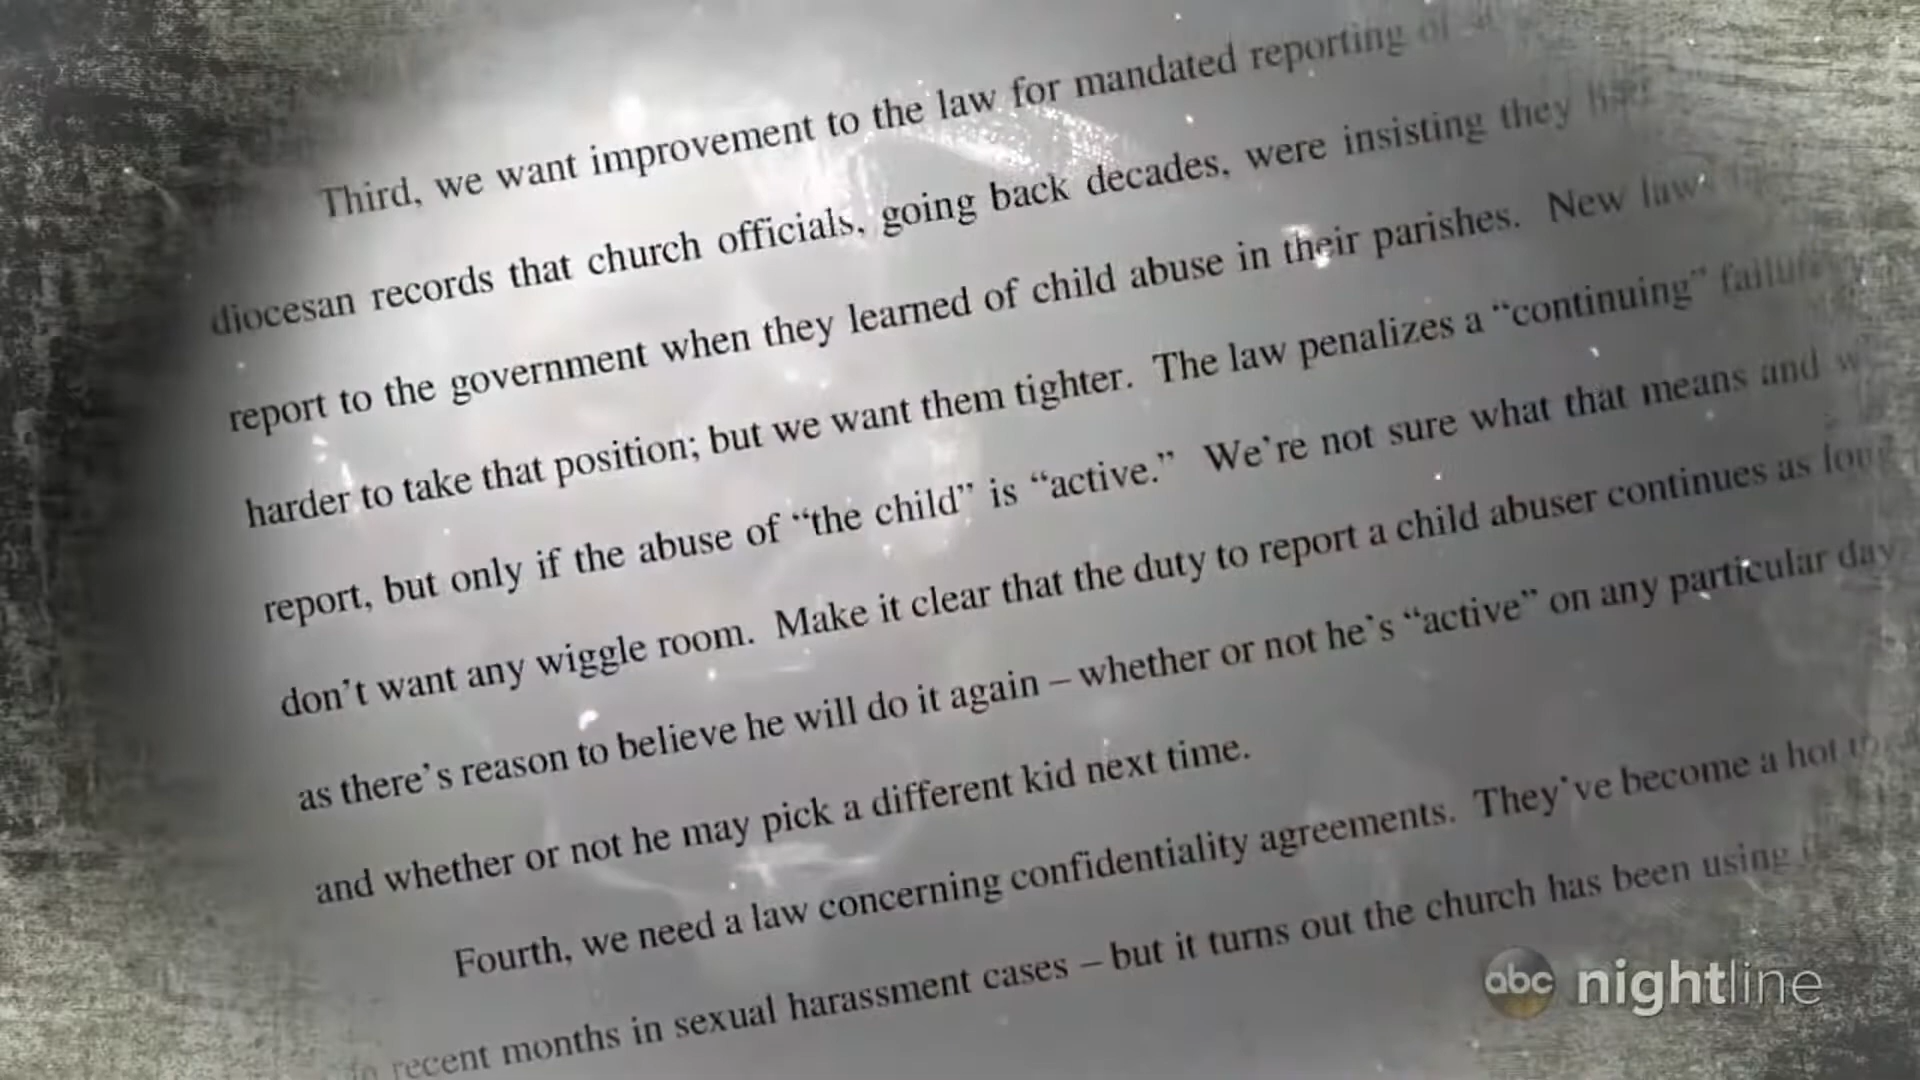 Third, we want improvement to the law for mandated reporting of
diocesan records that church officials, going back decades, were insisting they
report to the government when they learned of child abuse in their parishes. New laws
harder to take that position; but we want them tighter. The law penalizes a “continuing”
report, but only if the abuse of “the child” is “active.” We’re not sure what that means and
don’t want any wiggle room. Make it clear that the duty to report a child abuser continues as long
as there’s reason to believe he will do it again – whether or not he’s “active” on any particular day
and whether or not he may pick a different kid next time.
Fourth, we need a law concerning confidentiality agreements. They’ve become a hot
in recent months in sexual harassment cases – but it turns out the church has been using
abc nightline